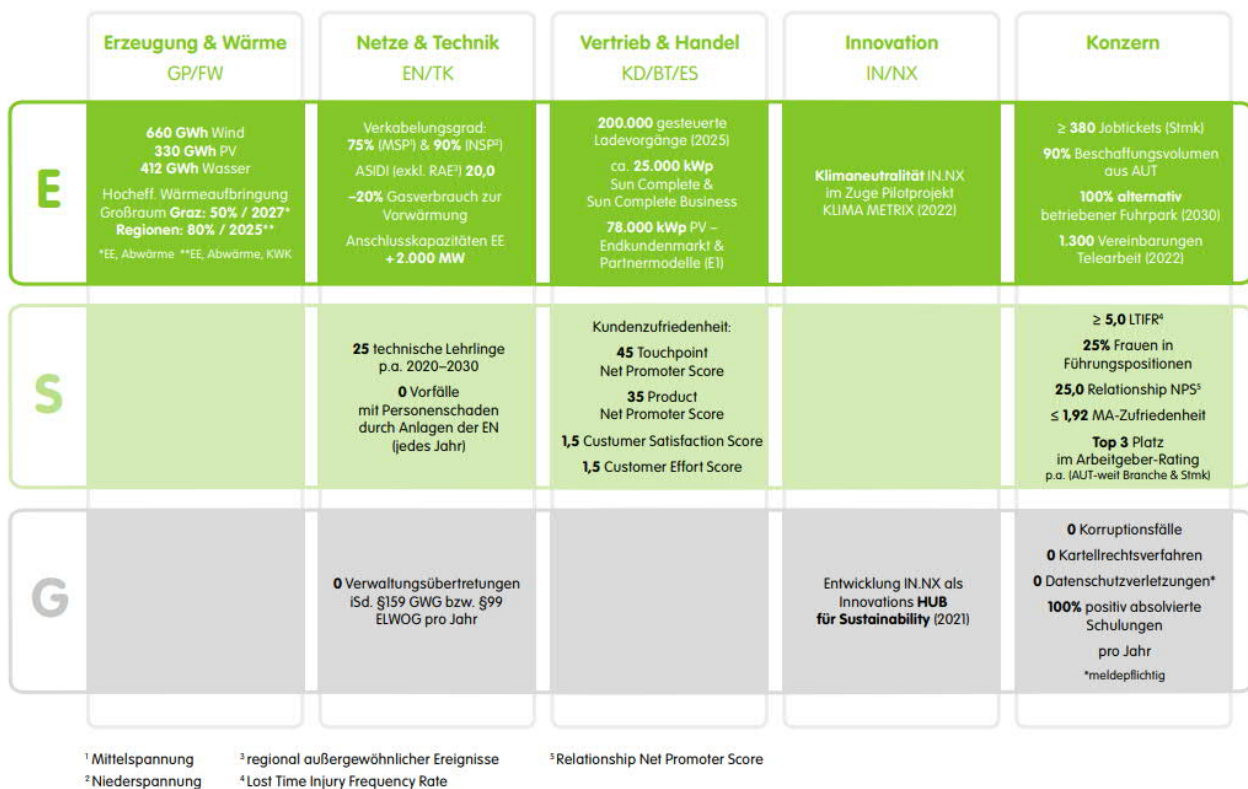 Erzeugung & Wärme
GP/FW
Netze & Technik
EN/TK
Vertrieb & Handel
KD/BT/ES
Innovation
IN/NX
Konzern
E
660 GWh Wind
330 GWh PV
412 GWh Wasser
Hocheff. Wärmeaufbringung
Großraum Graz: 50% / 2027*
Regionen: 80% / 2025**
*EE, Abwärme **EE, Abwärme, KWK
Verkabelungsgrad:
75% (MSP¹) & 90% (NSP²)
ASIDI (exkl. RAE³) 20,0
–20% Gasverbrauch zur
Vorwärmung
Anschlusskapazitäten EE
+2.000 MW
200.000 gesteuerte
Ladevorgänge (2025)
ca. 25.000 kWp
Sun Complete &
Sun Complete Business
78.000 kWp PV –
Endkundenmarkt &
Partnermodelle (E1)
Klimaneutralität IN.NX
im Zuge Pilotprojekt
KLIMA METRIX (2022)
≥ 380 Jobtickets (Stmk)
90% Beschaffungsvolumen
aus AUT
100% alternativ
betriebener Fuhrpark (2030)
1.300 Vereinbarungen
Telearbeit (2022)
S
25 technische Lehrlinge
p.a. 2020–2030
0 Vorfälle
mit Personenschaden
durch Anlagen der EN
(jedes Jahr)
Kundenzufriedenheit:
45 Touchpoint
Net Promoter Score
35 Product
Net Promoter Score
1,5 Custumer Satisfaction Score
1,5 Customer Effort Score
≥ 5,0 LTIFR⁴
25% Frauen in
Führungspositionen
25,0 Relationship NPS⁵
≤ 1,92 MA-Zufriedenheit
Top 3 Platz
im Arbeitgeber-Rating
p.a. (AUT-weit Branche & Stmk)
G
0 Verwaltungsübertretungen
iSd. §159 GWG bzw. §99
ELWOG pro Jahr
Entwicklung IN.NX als
Innovations HUB
für Sustainability (2021)
0 Korruptionsfälle
0 Kartellrechtsverfahren
0 Datenschutzverletzungen*
100% positiv absolvierte
Schulungen
pro Jahr
*meldepflichtig
¹ Mittelspannung
² Niederspannung
³ regional außergewöhnlicher Ereignisse
⁴ Lost Time Injury Frequency Rate
⁵ Relationship Net Promoter Score